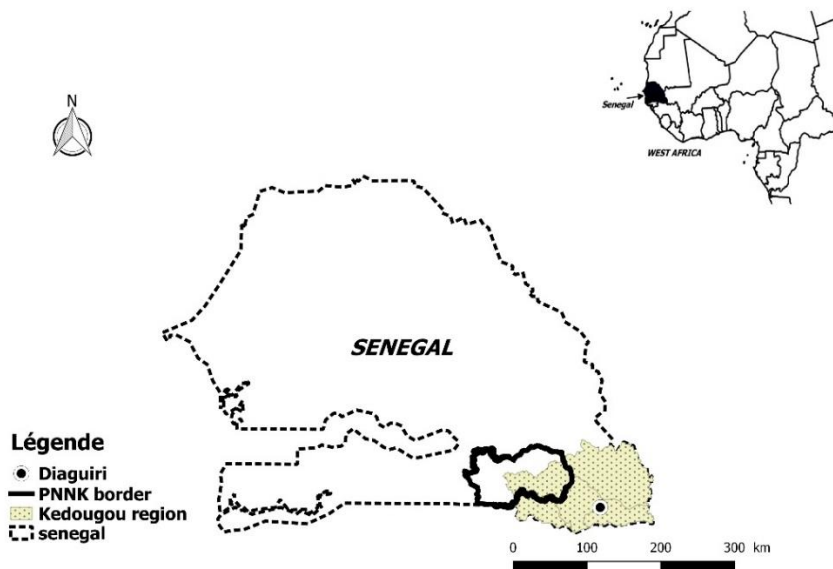 Senegal
WEST AFRICA
N
SENEGAL
Légende
Diaguiri
PNNK border
Kedougou region
senegal
0 100 200 300 km